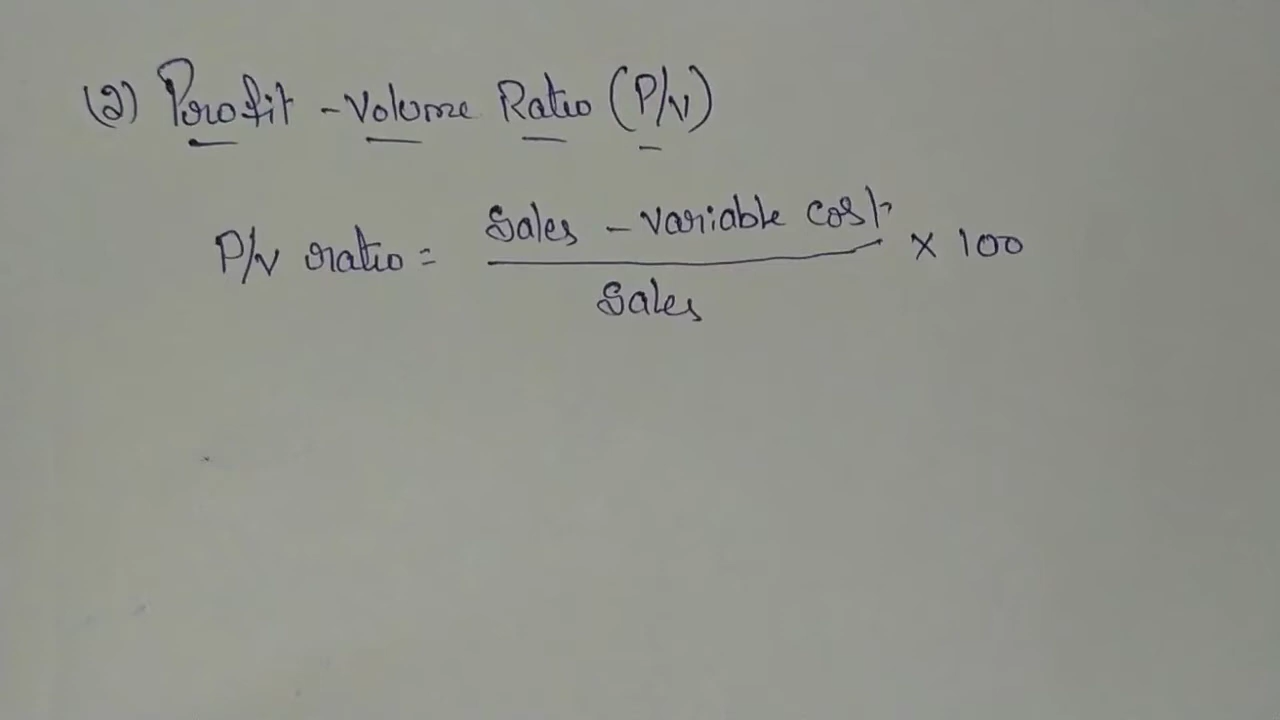 (2) Profit - Volume Ratio (P/V)
P/V ratio = Sales - variable cost / Sales × 100